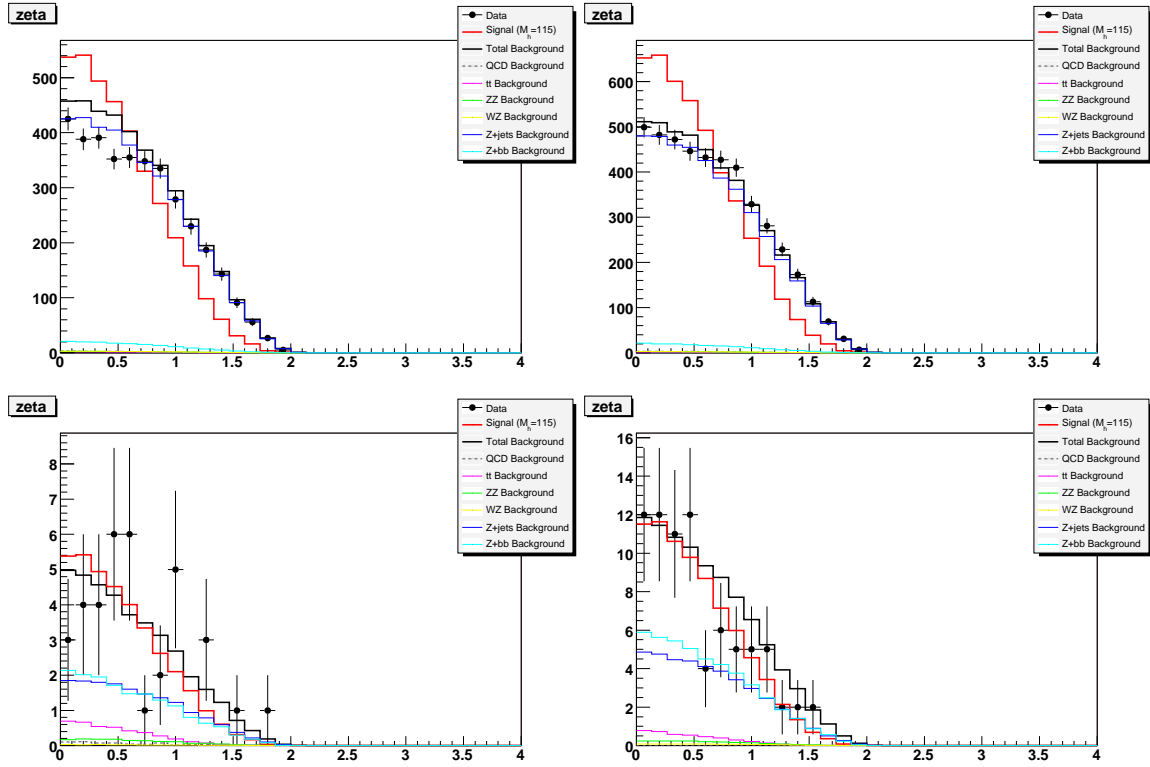 zeta
Data
Signal (M_h=115)
Total Background
QCD Background
tt Background
ZZ Background
WZ Background
Z+jets Background
Z+bb Background
500
400
300
200
100
0
0 0.5 1 1.5 2 2.5 3 3.5 4
zeta
Data
Signal (M_h=115)
Total Background
QCD Background
tt Background
ZZ Background
WZ Background
Z+jets Background
Z+bb Background
600
500
400
300
200
100
0
0 0.5 1 1.5 2 2.5 3 3.5 4
zeta
Data
Signal (M_h=115)
Total Background
QCD Background
tt Background
ZZ Background
WZ Background
Z+jets Background
Z+bb Background
8
7
6
5
4
3
2
1
0
0 0.5 1 1.5 2 2.5 3 3.5 4
zeta
Data
Signal (M_h=115)
Total Background
QCD Background
tt Background
ZZ Background
WZ Background
Z+jets Background
Z+bb Background
16
14
12
10
8
6
4
2
0
0 0.5 1 1.5 2 2.5 3 3.5 4